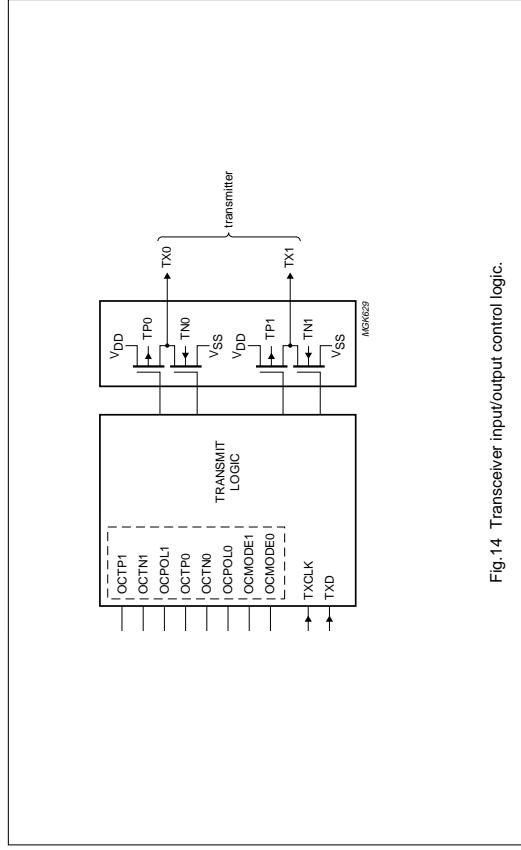 OCTP1
OCTN1
OCPOL1
OCTP0
OCTN0
OCPOL0
OCMODE1
OCMODE0
TXCLK
TXD
TRANSMIT
LOGIC
VDD
TP0
TN0
VSS
VDD
TP1
TN1
VSS
MGK629
TX0
TX1
transmitter
Fig.14 Transceiver input/output control logic.